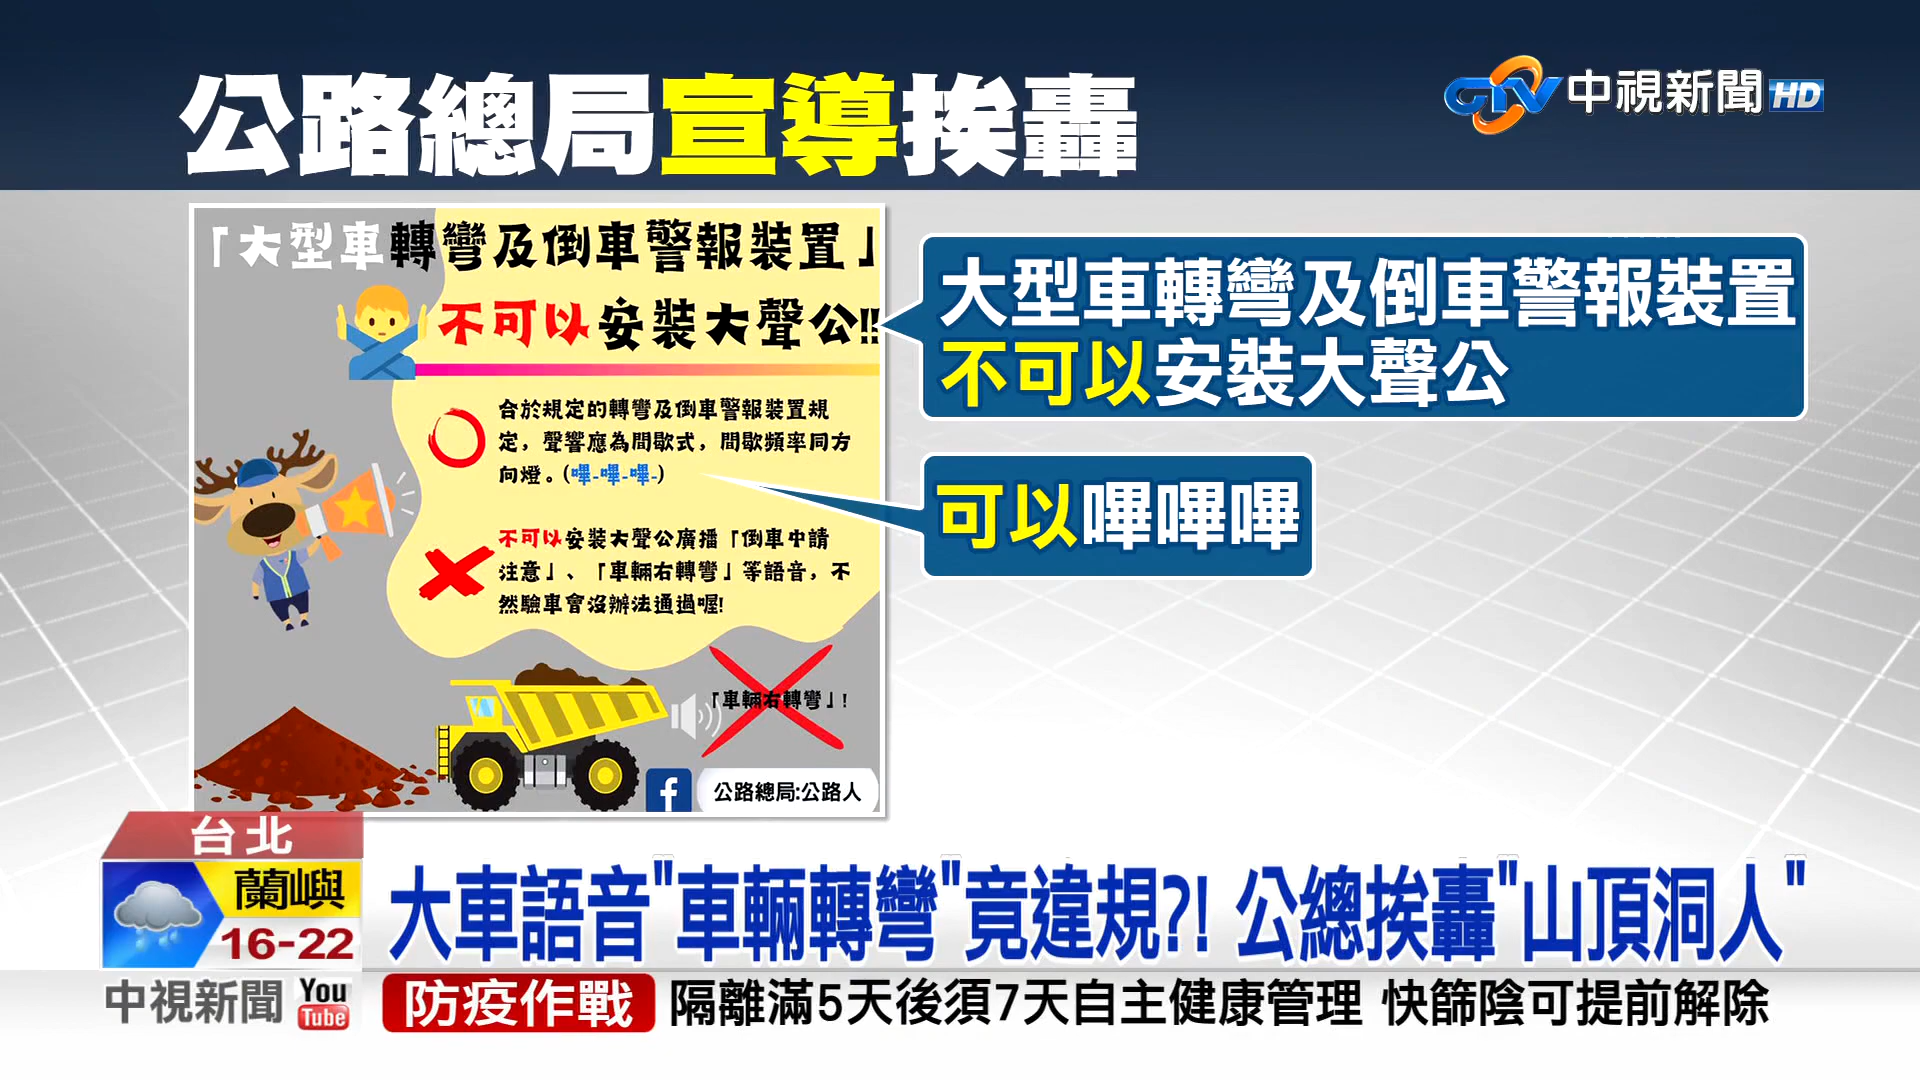 公路總局宣導挨轟
CTV中視新聞HD
「大型車轉彎及倒車警報裝置」
不可以安裝大聲公!!
合於規定的轉彎及倒車警報裝置規
定，聲響應為間歇式，間歇頻率同方
向燈。(嗶-嗶-嗶-)
不可以安裝大聲公廣播「倒車中請
注意」、「車輛右轉彎」等語音，不
然驗車會沒辦法通過喔!
「車輛右轉彎」!
f
公路總局:公路人
大型車轉彎及倒車警報裝置
不可以安裝大聲公
可以嗶嗶嗶
台北
蘭嶼
16-22
大車語音"車輛轉彎"竟違規?! 公總挨轟"山頂洞人"
中視新聞 You Tube
防疫作戰 隔離滿5天後須7天自主健康管理 快篩陰可提前解除